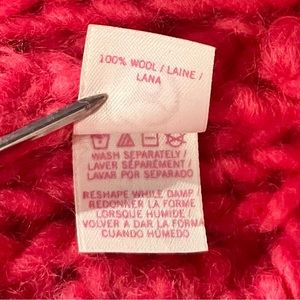 100% WOOL / LAINE /
LANA
WASH SEPARATELY /
LAVER SÉPARÉMENT /
LAVAR POR SEPARADO
RESHAPE WHILE DAMP
REDONNER LA FORME
LORSQUE HUMIDE /
VOLVER A DAR LA FORMA
CUANDO HÚMEDO